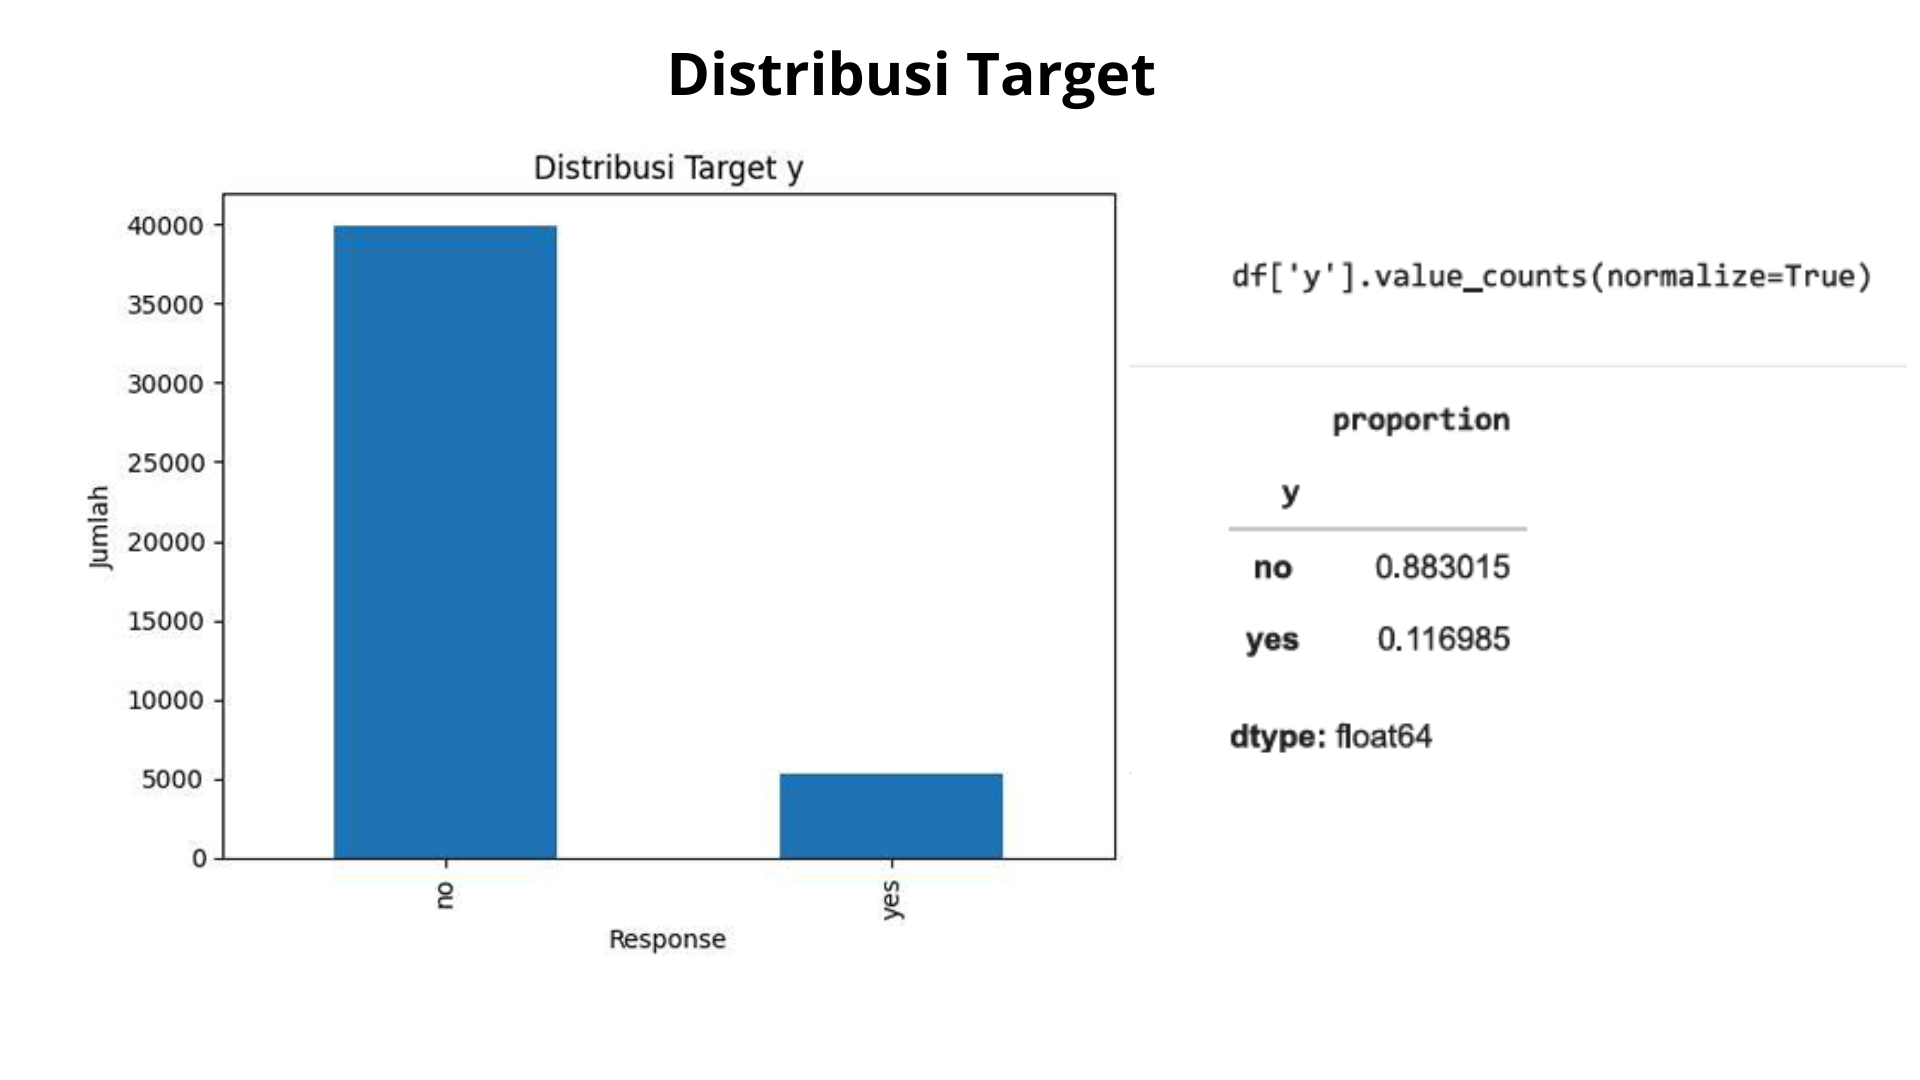 Distribusi Target
Distribusi Target y
40000
35000
30000
25000
20000
15000
10000
5000
0
Jumlah
no
yes
Response
df['y'].value_counts(normalize=True)
proportion
y
no 0.883015
yes 0.116985
dtype: float64